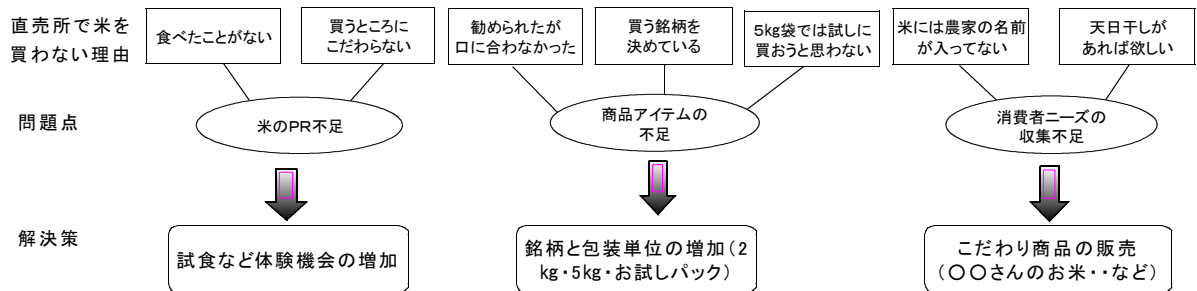 直売所で米を
買わない理由
食べたことがない
買うところに
こだわらない
勧められたが
口に合わなかった
買う銘柄を
決めている
5kg袋では試しに
買おうと思わない
米には農家の名前
が入ってない
天日干しが
あれば欲しい
問題点
米のPR不足
商品アイテムの
不足
消費者ニーズの
収集不足
解決策
試食など体験機会の増加
銘柄と包装単位の増加(2
kg・5kg・お試しパック)
こだわり商品の販売
(〇〇さんのお米・・など)